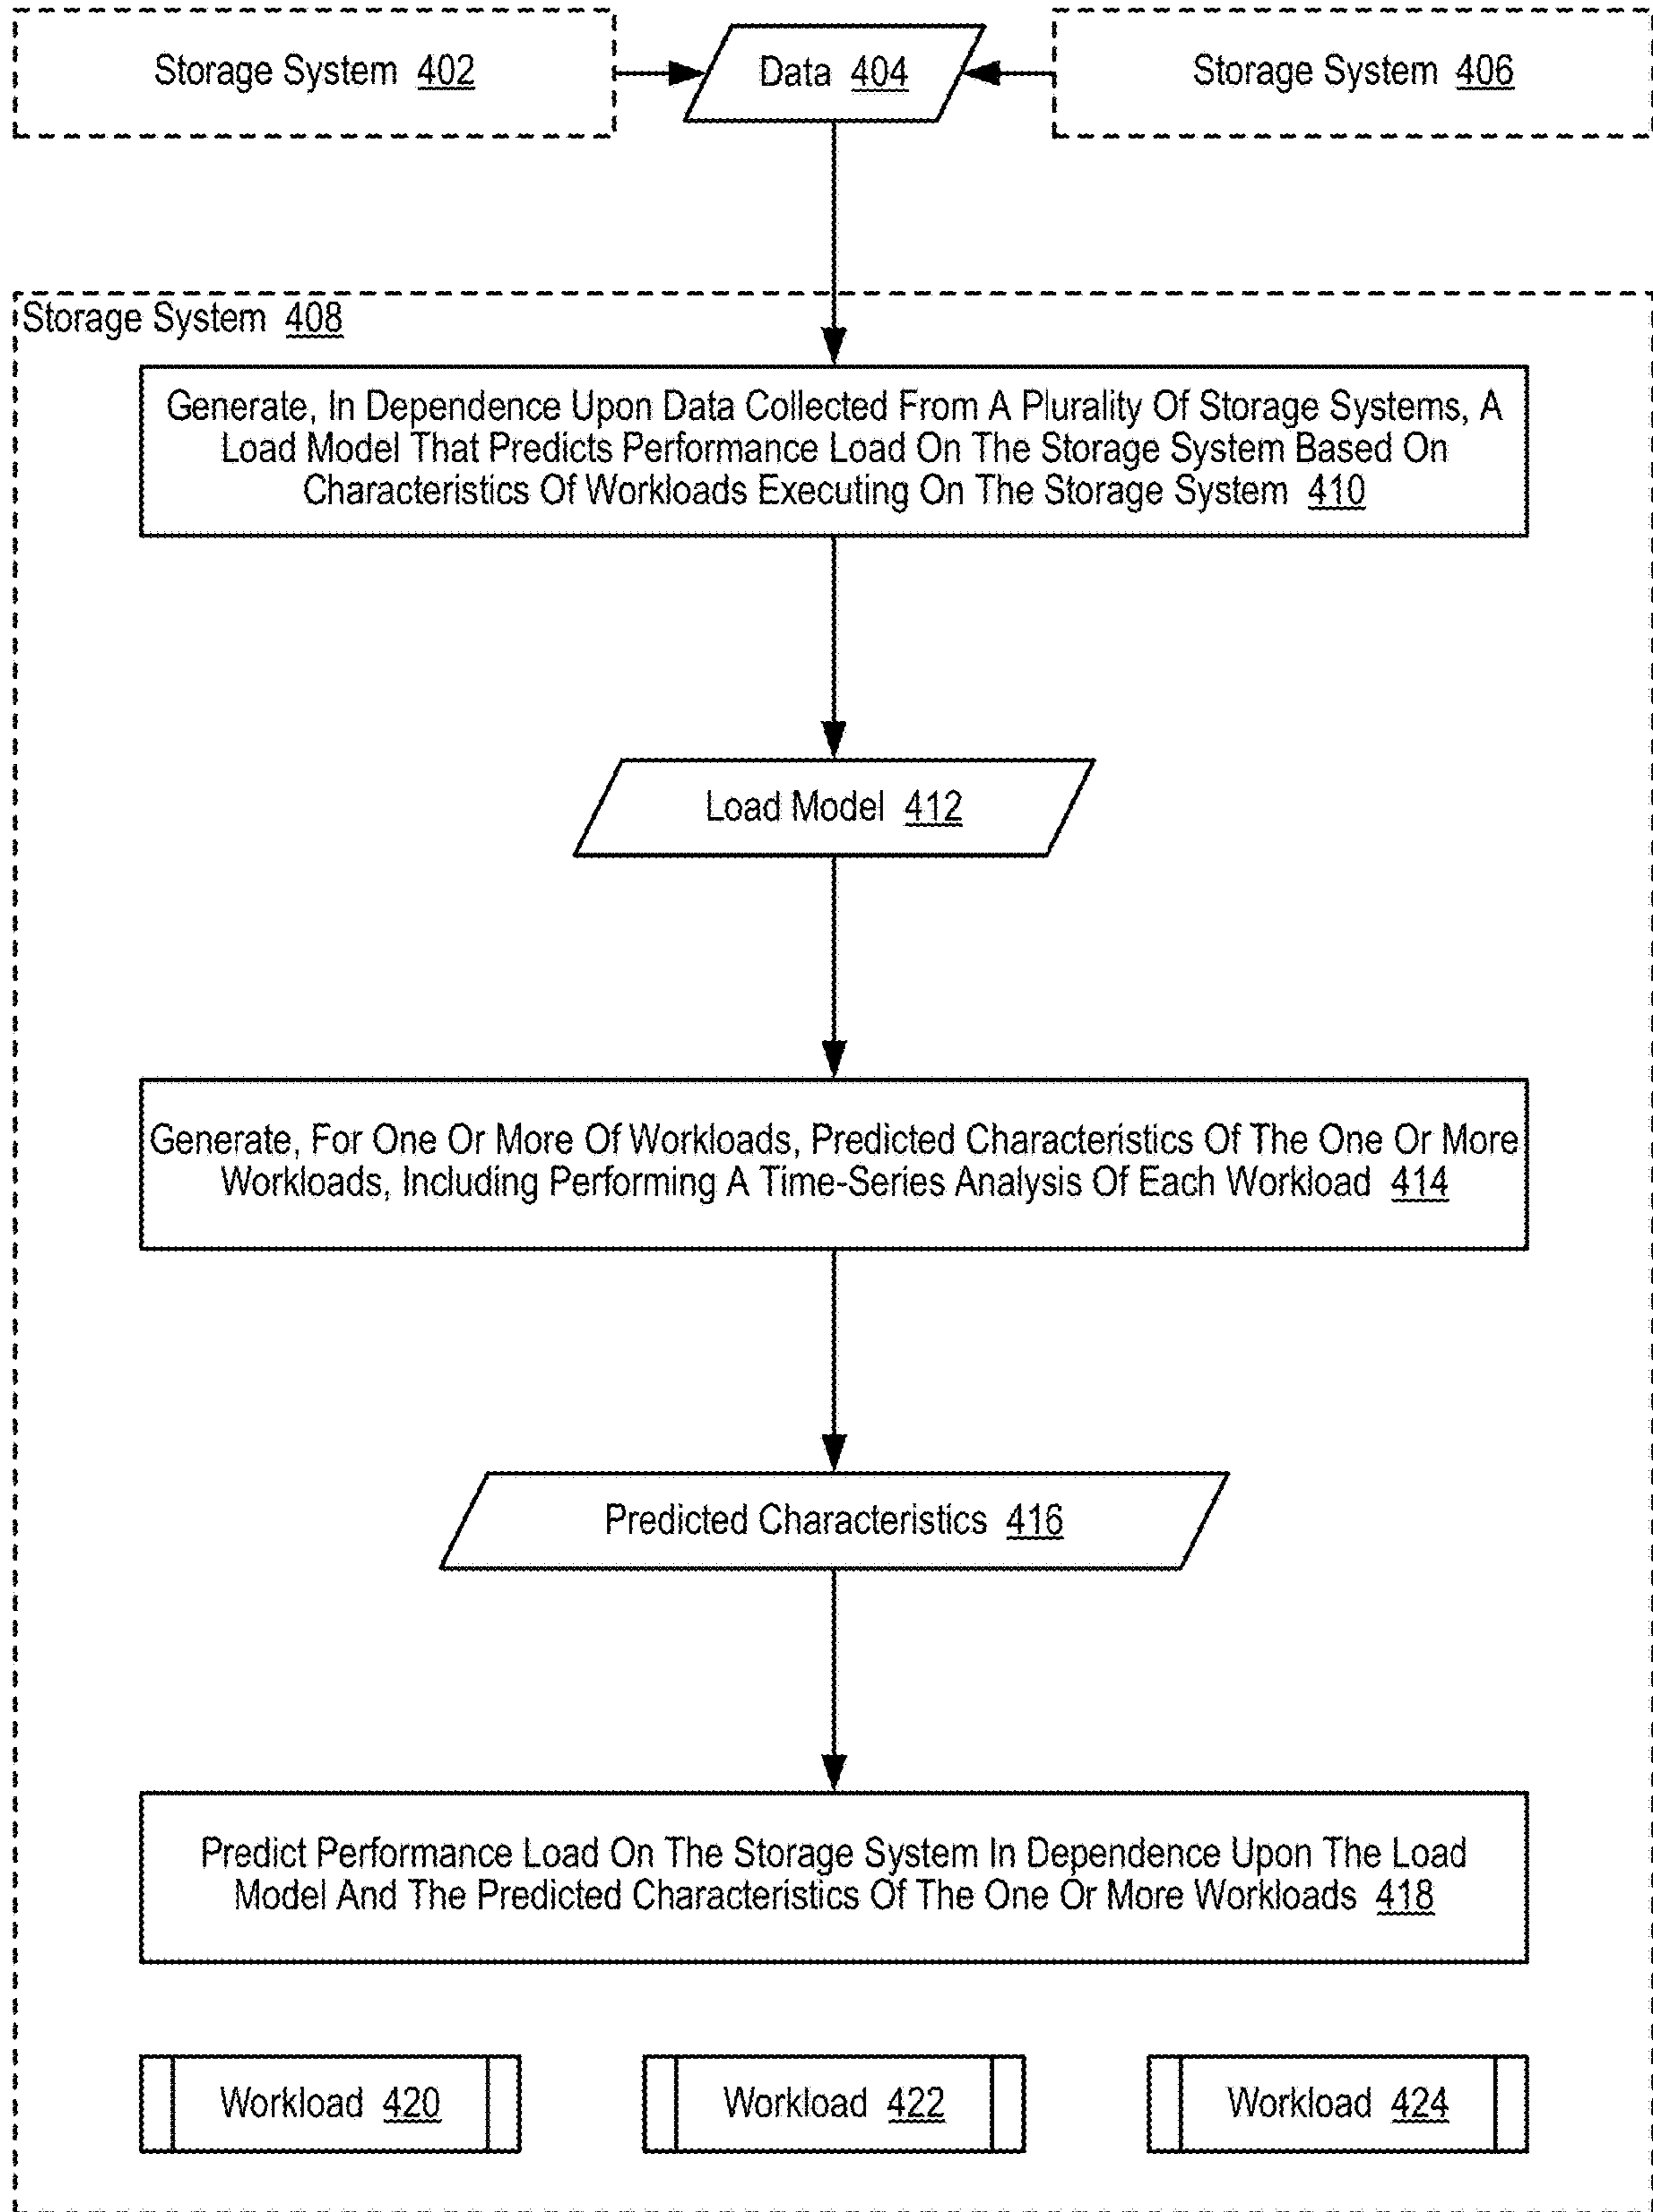 Storage System 402
Data 404
Storage System 406
Storage System 408
Generate, In Dependence Upon Data Collected From A Plurality Of Storage Systems, A
Load Model That Predicts Performance Load On The Storage System Based On
Characteristics Of Workloads Executing On The Storage System 410
Load Model 412
Generate, For One Or More Of Workloads, Predicted Characteristics Of The One Or More
Workloads, Including Performing A Time-Series Analysis Of Each Workload 414
Predicted Characteristics 416
Predict Performance Load On The Storage System In Dependence Upon The Load
Model And The Predicted Characteristics Of The One Or More Workloads 418
Workload 420
Workload 422
Workload 424